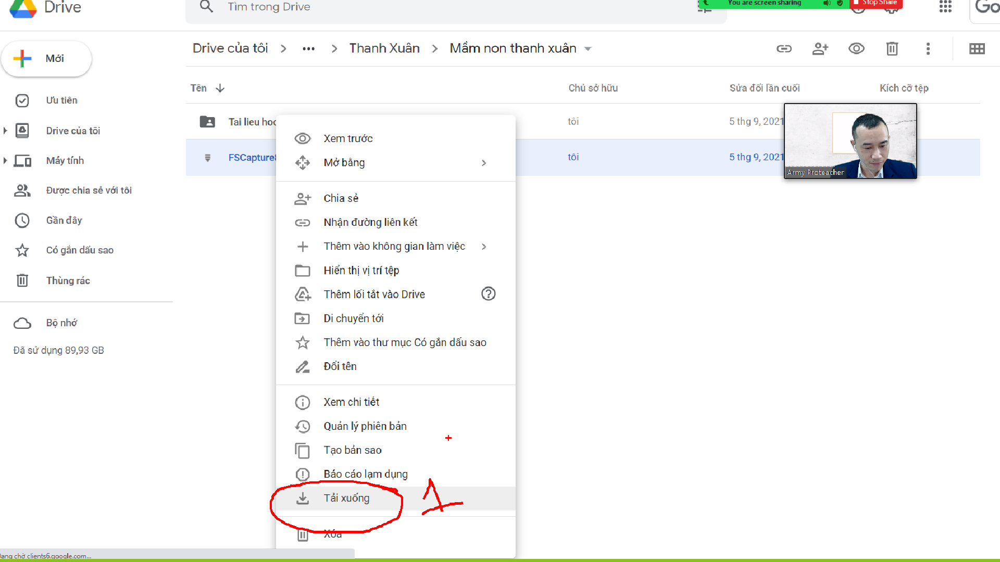 Drive
Tìm trong Drive
You are screen sharing
Stop Share
Go
Mới
Drive của tôi
Thanh Xuân
Mầm non thanh xuân
Tên
Chủ sở hữu
Sửa đổi lần cuối
Kích cỡ tệp
Ưu tiên
Drive của tôi
Máy tính
Được chia sẻ với tôi
Gần đây
Có gắn dấu sao
Thùng rác
Bộ nhớ
Đã sử dụng 89,93 GB
Tai lieu hoc
tôi
5 thg 9, 2021
FSCapture
tôi
5 thg 9, 2021
Army Proteacher
Xem trước
Mở bằng
Chia sẻ
Nhận đường liên kết
Thêm vào không gian làm việc
Hiển thị vị trí tệp
Thêm lối tắt vào Drive
Di chuyển tới
Thêm vào thư mục Có gắn dấu sao
Đổi tên
Xem chi tiết
Quản lý phiên bản
Tạo bản sao
Báo cáo lạm dụng
Tải xuống
Xóa
Đang chờ clients6.google.com...